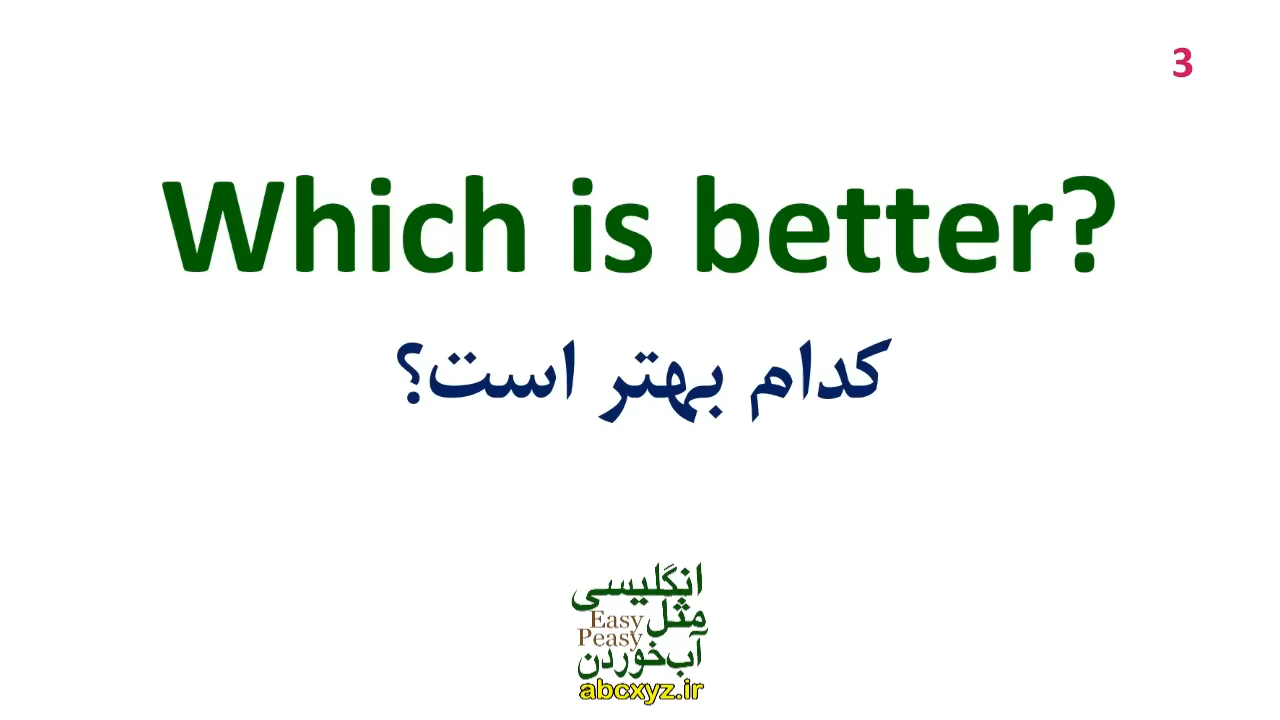 3
Which is better?
کدام بهتر است؟
انگلیسی
مثل
Easy
Peasy
آب‌خوردن
abcxyz.ir